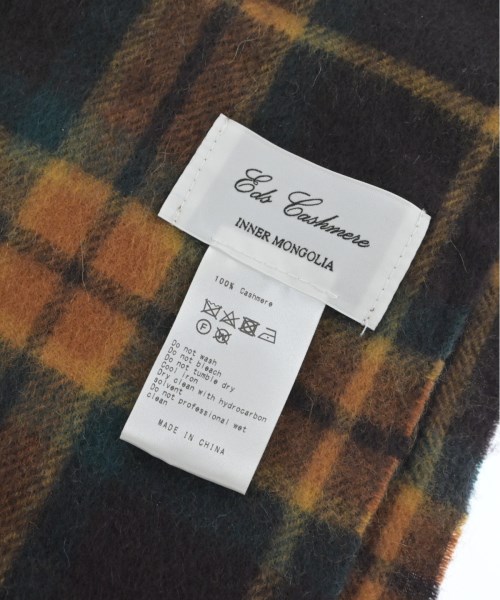 Eds Cashmere
INNER MONGOLIA
100% Cashmere
F
Do not wash
Do not bleach
Do not tumble dry
Cool iron
Dry clean with hydrocarbon
solvent
Do not professional wet
clean
MADE IN CHINA